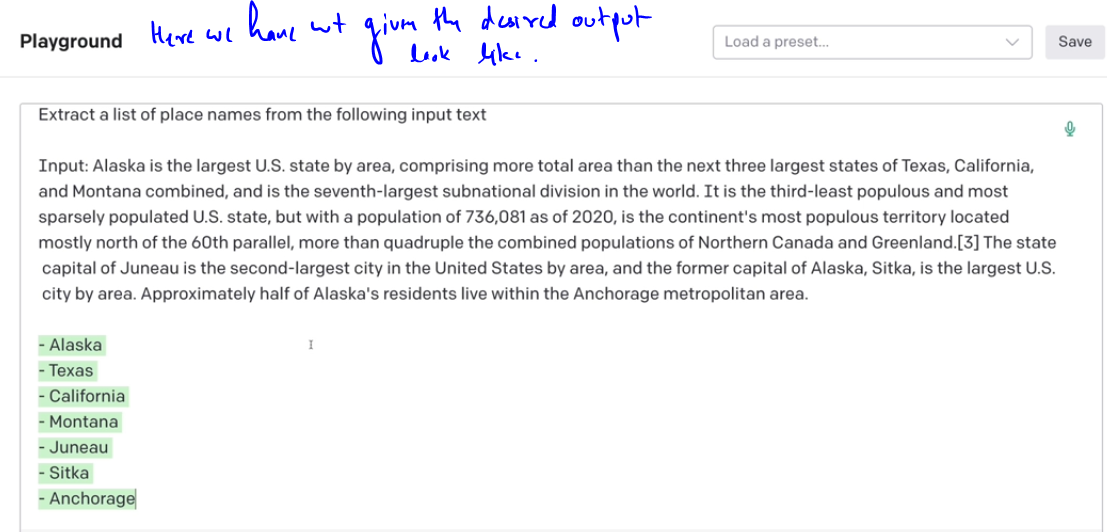 Playground
Here we have not given the desired output
look like.
Load a preset...
Save
Extract a list of place names from the following input text
Input: Alaska is the largest U.S. state by area, comprising more total area than the next three largest states of Texas, California,
and Montana combined, and is the seventh-largest subnational division in the world. It is the third-least populous and most
sparsely populated U.S. state, but with a population of 736,081 as of 2020, is the continent's most populous territory located
mostly north of the 60th parallel, more than quadruple the combined populations of Northern Canada and Greenland.[3] The state
capital of Juneau is the second-largest city in the United States by area, and the former capital of Alaska, Sitka, is the largest U.S.
city by area. Approximately half of Alaska's residents live within the Anchorage metropolitan area.
- Alaska
- Texas
- California
- Montana
- Juneau
- Sitka
- Anchorage